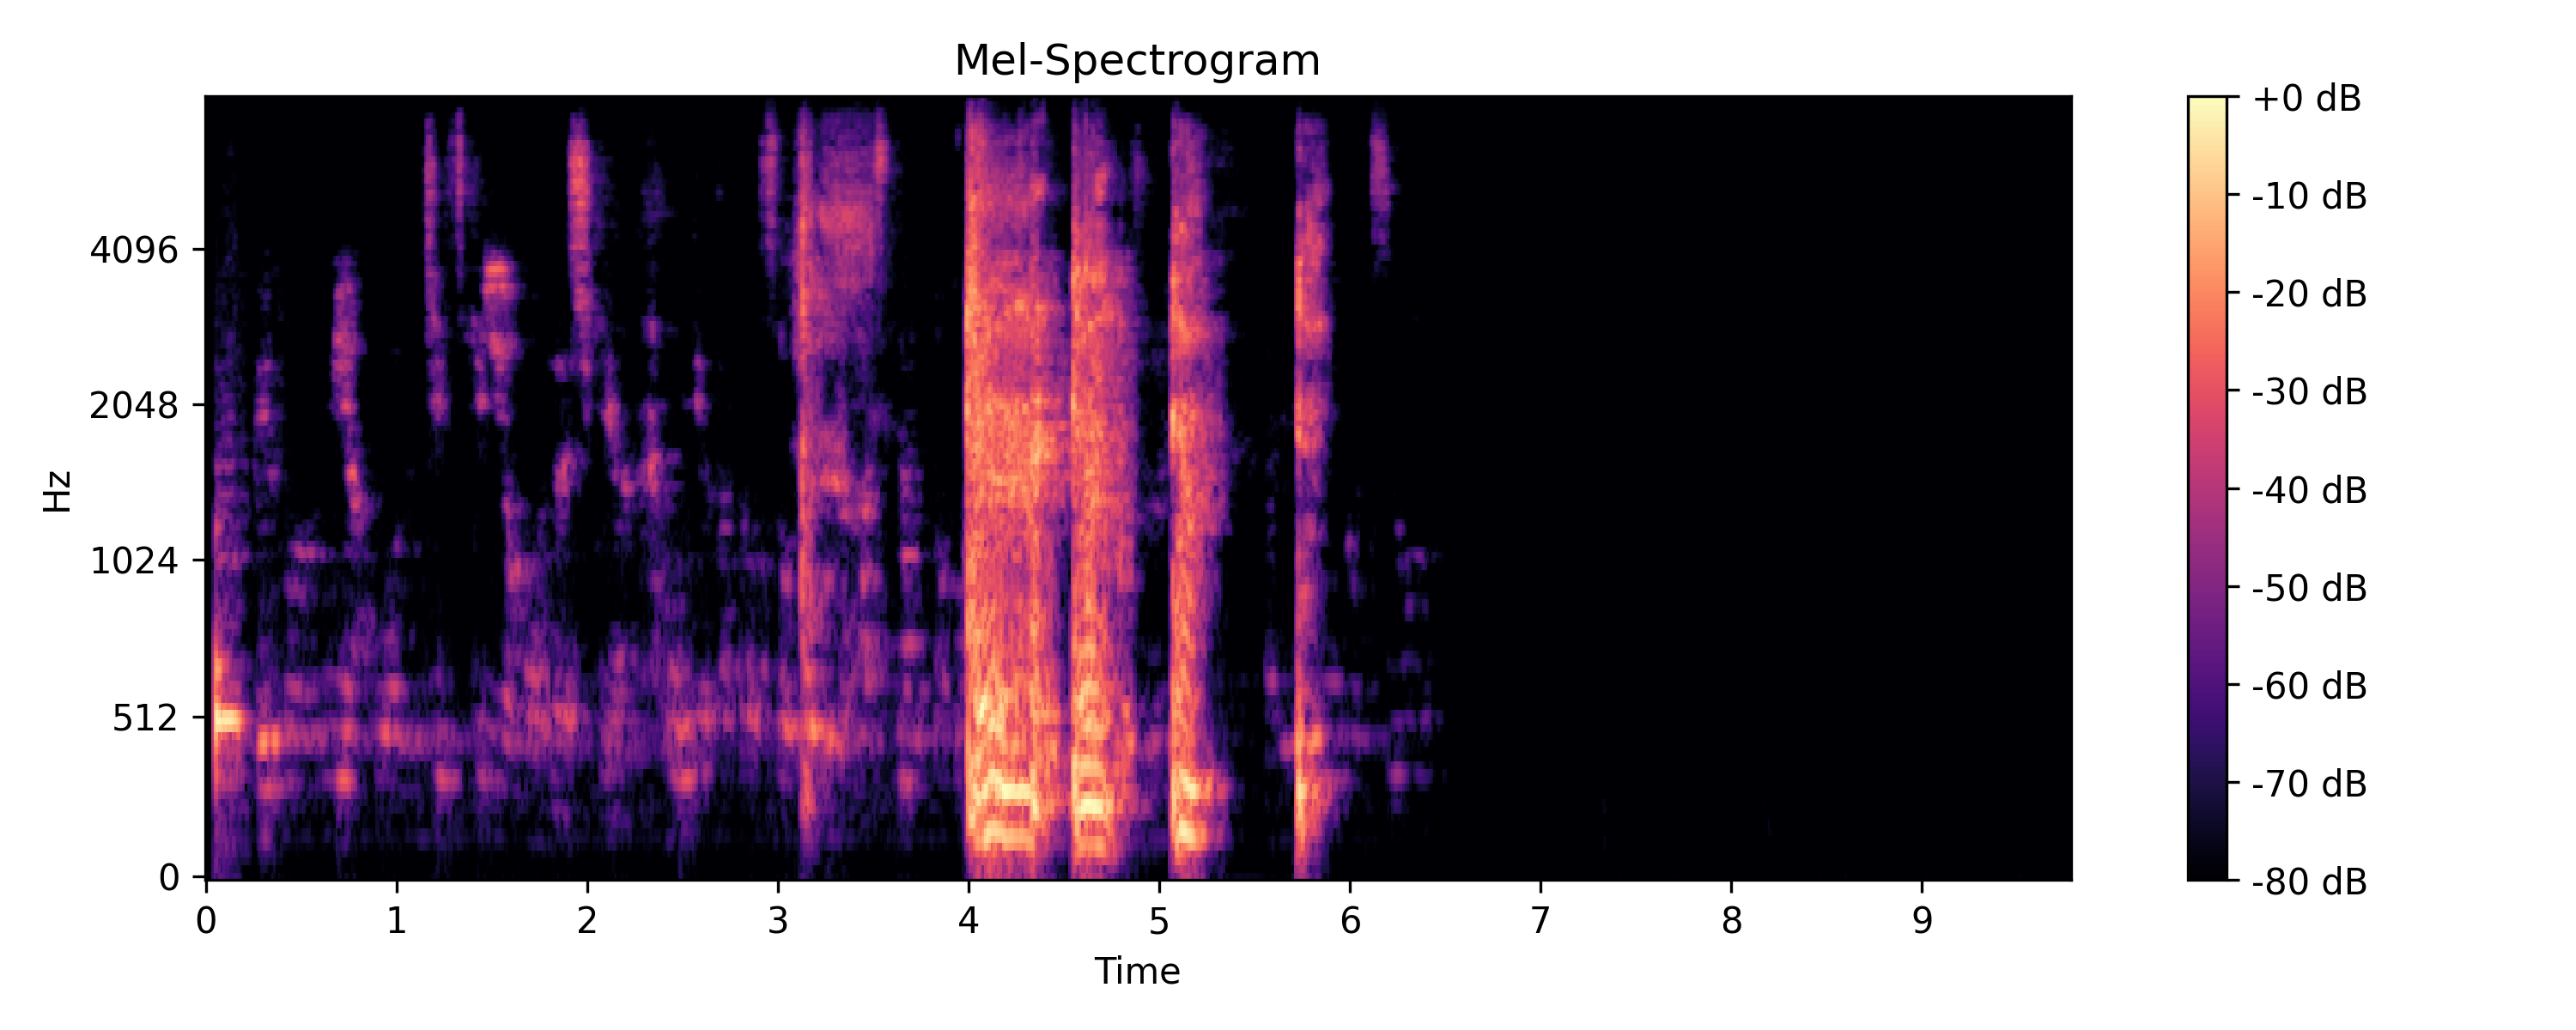 Mel-Spectrogram
Hz
4096
2048
1024
512
0
0 1 2 3 4 5 6 7 8 9
Time
+0 dB
-10 dB
-20 dB
-30 dB
-40 dB
-50 dB
-60 dB
-70 dB
-80 dB